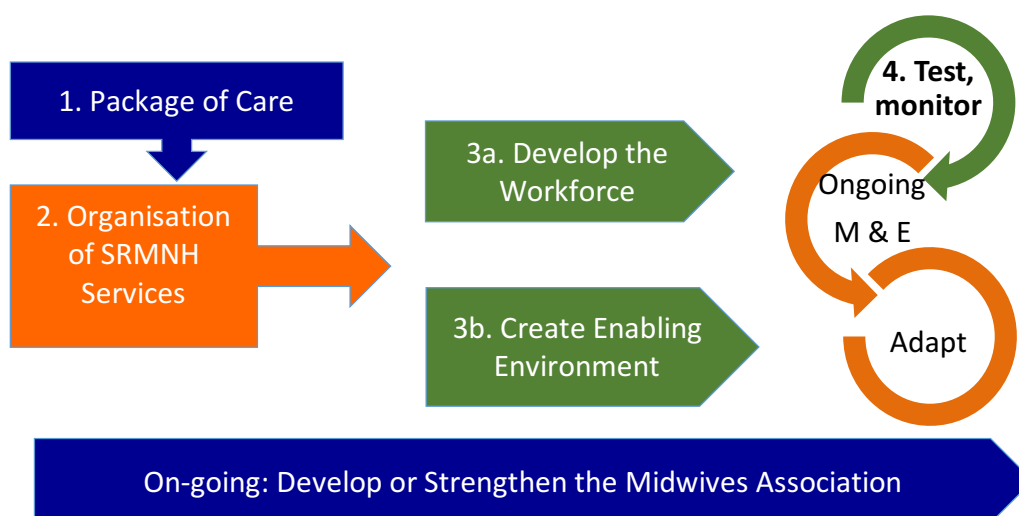 1. Package of Care
2. Organisation
of SRMNH
Services
3a. Develop the
Workforce
3b. Create Enabling
Environment
4. Test,
monitor
Ongoing
M & E
Adapt
On-going: Develop or Strengthen the Midwives Association